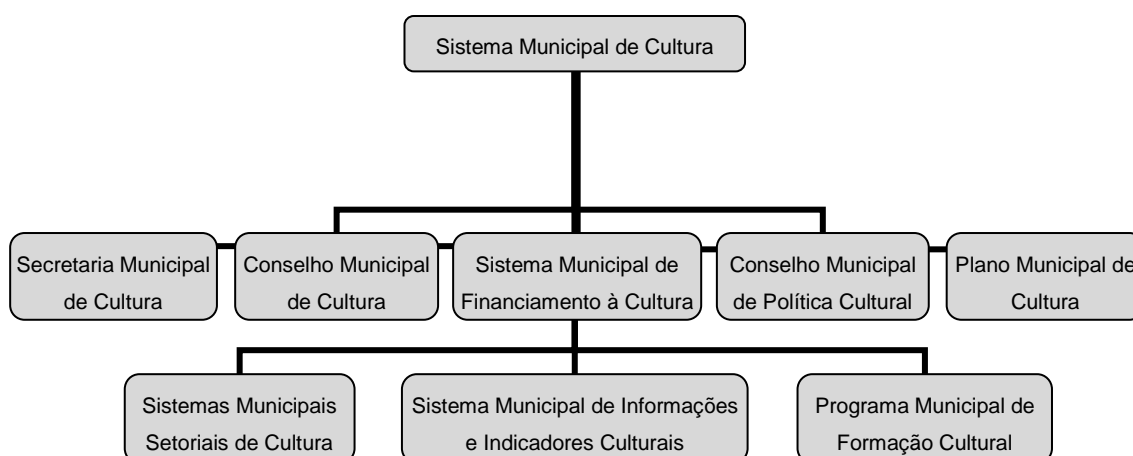 Sistema Municipal de Cultura
Secretaria Municipal
de Cultura
Conselho Municipal
de Cultura
Sistema Municipal de
Financiamento à Cultura
Conselho Municipal
de Política Cultural
Plano Municipal de
Cultura
Sistemas Municipais
Setoriais de Cultura
Sistema Municipal de Informações
e Indicadores Culturais
Programa Municipal de
Formação Cultural